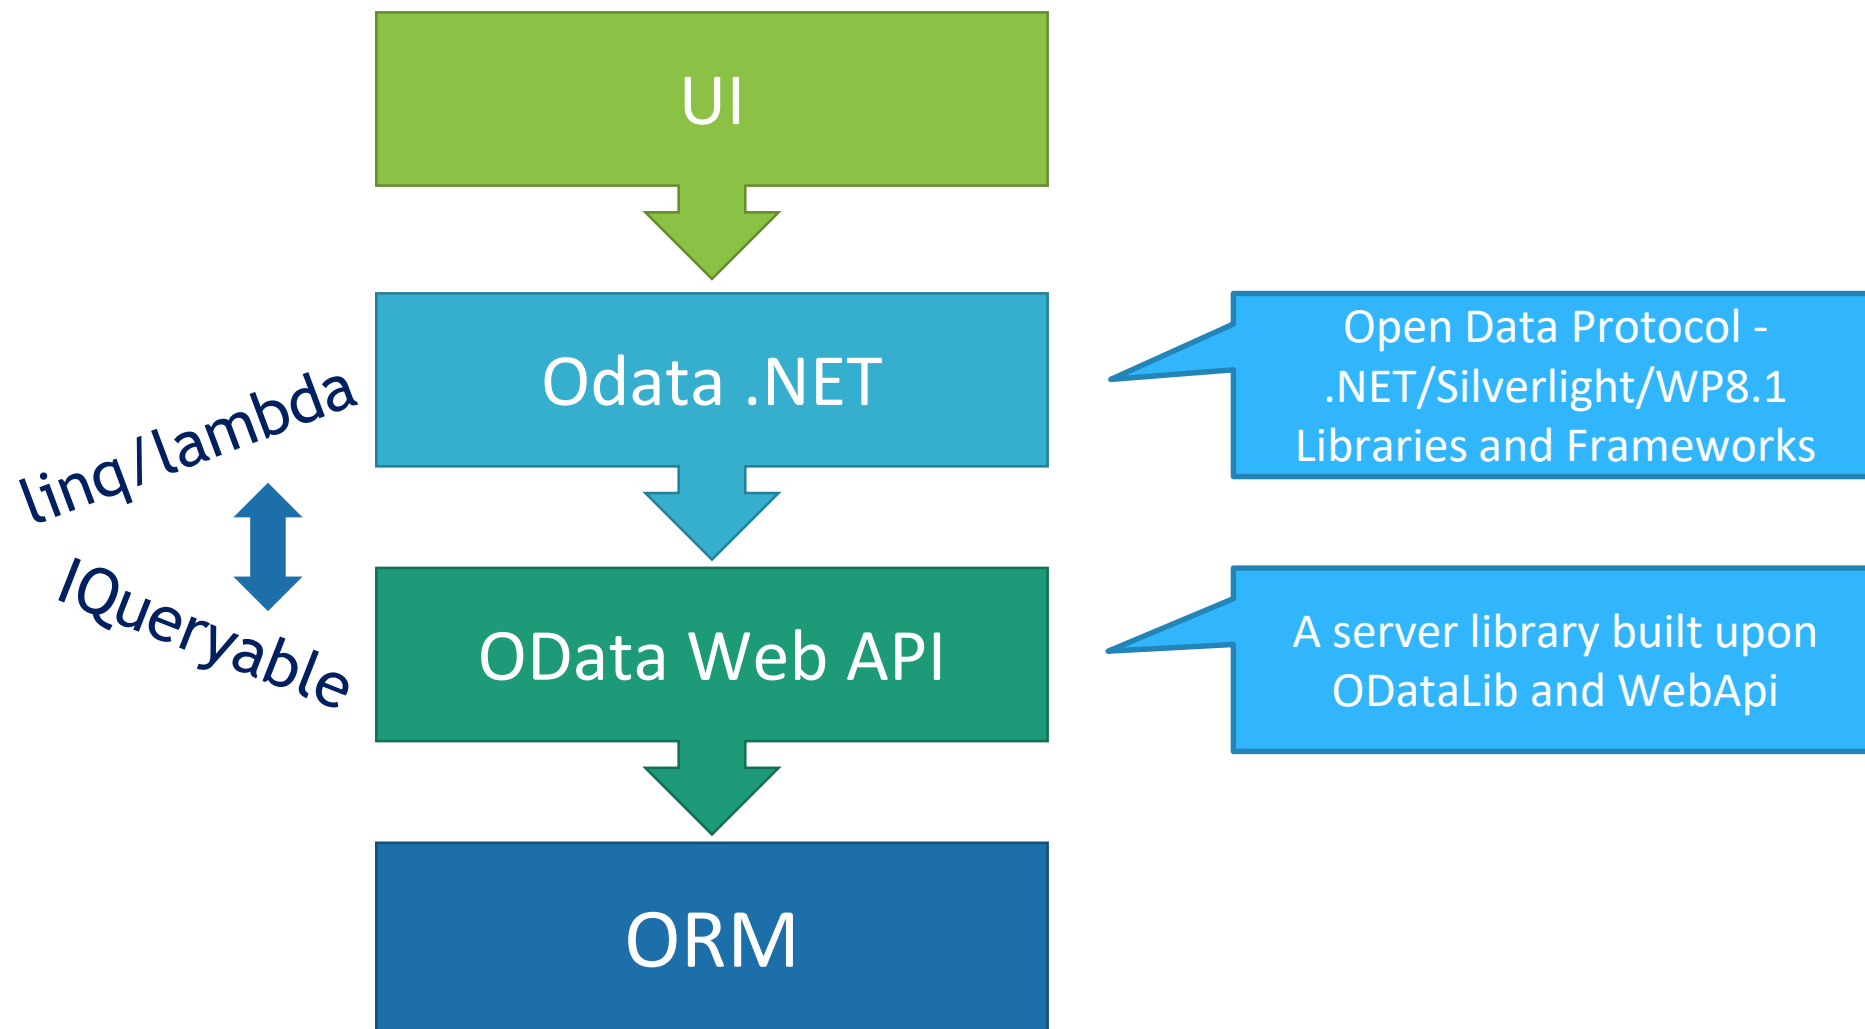 UI
Odata .NET
Open Data Protocol -
.NET/Silverlight/WP8.1
Libraries and Frameworks
linq/lambda
IQueryable
OData Web API
A server library built upon
ODataLib and WebApi
ORM